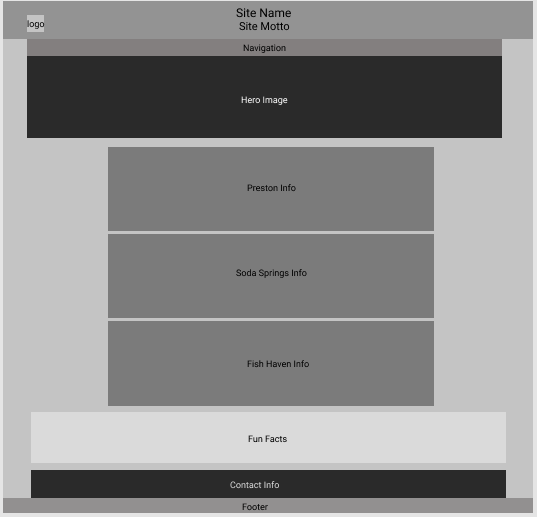 Site Name
logo
Site Motto
Navigation
Hero Image
Preston Info
Soda Springs Info
Fish Haven Info
Fun Facts
Contact Info
Footer